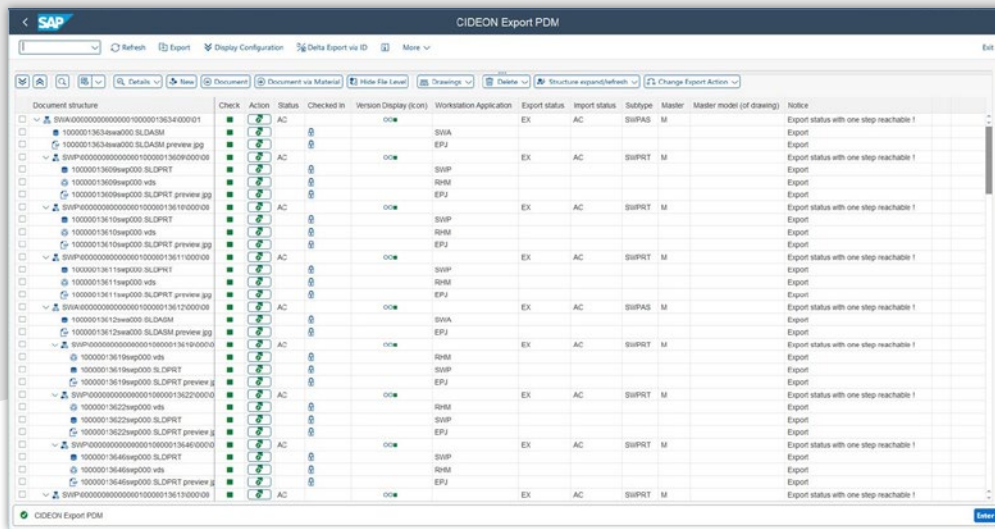 SAP
CIDEON Export PDM
Refresh Export Display Configuration Delta Export via ID More Exit
Details New Document Document via Material Hide File Level Drawings Delete Structure expand/refresh Change Export Action
Document structure Check Action Status Checked In Version Display (Icon) Workstation Application Export status Import status Subtype Master Master model (of drawing) Notice
AC EX AC SWPAS M Export status with one step reachable !
10000013634swa000.SLDASM SWA Export
10000013634swa000.SLDASM.preview.jpg EPJ Export
AC EX AC SWPRT M Export status with one step reachable !
10000013609swp000.SLDPRT SWP Export
10000013609swp000.vds RHM Export
10000013609swp000.SLDPRT.preview.jpg EPJ Export
AC EX AC SWPRT M Export status with one step reachable !
10000013610swp000.SLDPRT SWP Export
10000013610swp000.vds RHM Export
10000013610swp000.SLDPRT.preview.jpg EPJ Export
AC EX AC SWPRT M Export status with one step reachable !
10000013611swp000.SLDPRT SWP Export
10000013611swp000.vds RHM Export
10000013611swp000.SLDPRT.preview.jpg EPJ Export
AC EX AC SWPAS M Export status with one step reachable !
10000013612swa000.SLDASM SWA Export
10000013612swa000.SLDASM.preview.jpg EPJ Export
AC EX AC SWPRT M Export status with one step reachable !
10000013619swp000.vds RHM Export
10000013619swp000.SLDPRT SWP Export
10000013619swp000.SLDPRT.preview.j EPJ Export
AC EX AC SWPRT M Export status with one step reachable !
10000013622swp000.vds RHM Export
10000013622swp000.SLDPRT SWP Export
10000013622swp000.SLDPRT.preview.j EPJ Export
AC EX AC SWPRT M Export status with one step reachable !
10000013646swp000.SLDPRT SWP Export
10000013646swp000.vds RHM Export
10000013646swp000.SLDPRT.preview.j EPJ Export
AC EX AC SWPRT M Export status with one step reachable !
CIDEON Export PDM Enter